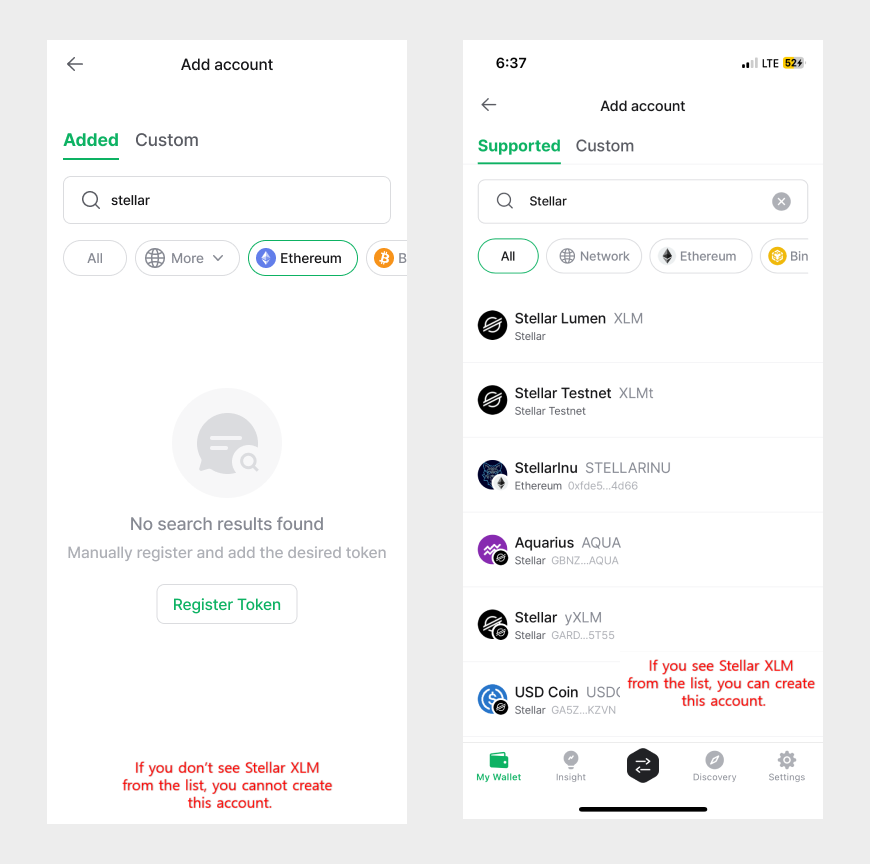 Add account
Added Custom
stellar
All More Ethereum B
No search results found
Manually register and add the desired token
Register Token
If you don't see Stellar XLM
from the list, you cannot create
this account.
6:37 LTE 52
Add account
Supported Custom
Stellar
All Network Ethereum Bin
Stellar Lumen XLM
Stellar
Stellar Testnet XLMt
Stellar Testnet
StellarInu STELLARINU
Ethereum 0xfde5...4d66
Aquarius AQUA
Stellar GBNZ...AQUA
Stellar yXLM
Stellar GARD...5T55
USD Coin USDC
Stellar GA5Z...KZVN
If you see Stellar XLM
from the list, you can create
this account.
My Wallet Insight Discovery Settings